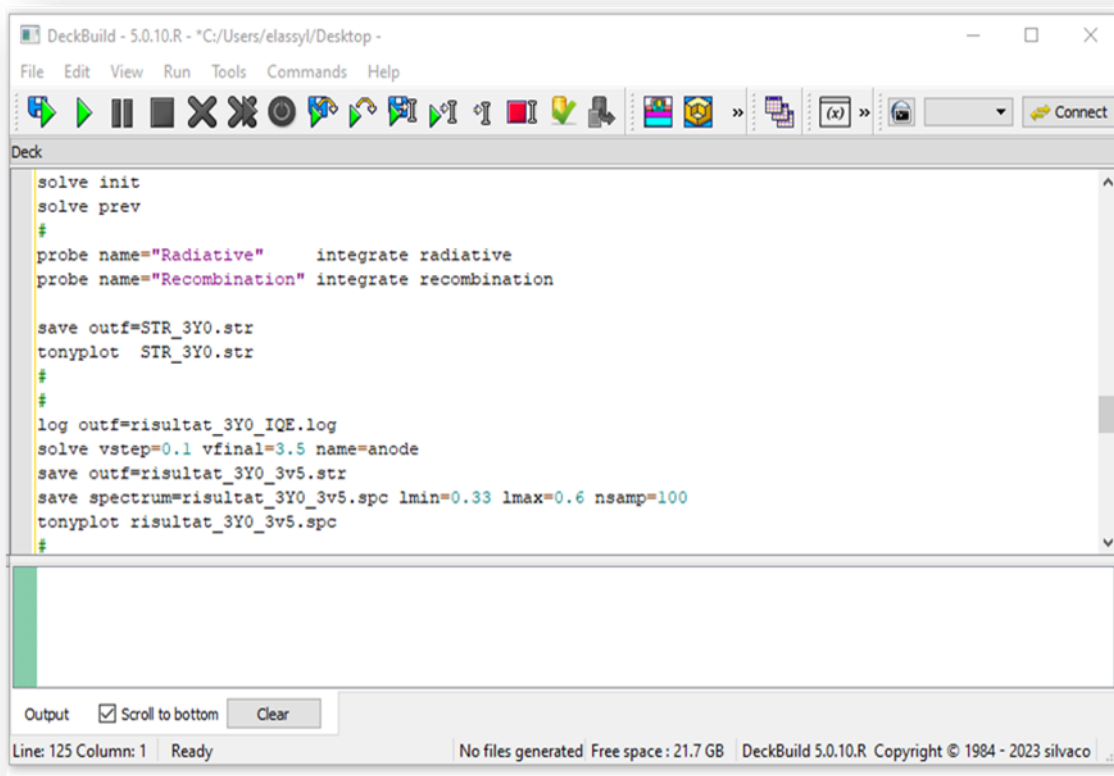 DeckBuild - 5.0.10.R - *C:/Users/elassyl/Desktop -
File Edit View Run Tools Commands Help
» (x) » Connect
Deck
solve init
solve prev
#
probe name="Radiative" integrate radiative
probe name="Recombination" integrate recombination
save outf=STR_3Y0.str
tonyplot STR_3Y0.str
#
#
log outf=risultat_3Y0_IQE.log
solve vstep=0.1 vfinal=3.5 name=anode
save outf=risultat_3Y0_3v5.str
save spectrum=risultat_3Y0_3v5.spc lmin=0.33 lmax=0.6 nsamp=100
tonyplot risultat_3Y0_3v5.spc
#
Output Scroll to bottom Clear
Line: 125 Column: 1 Ready No files generated Free space : 21.7 GB DeckBuild 5.0.10.R Copyright © 1984 - 2023 silvaco